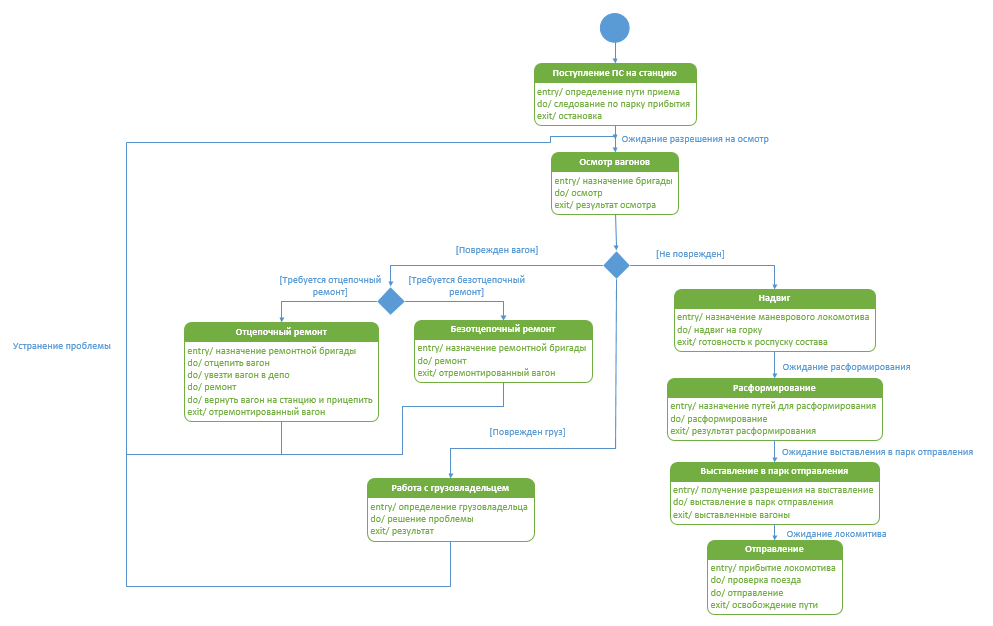 Поступление ПС на станцию
entry/ определение пути приема
do/ следование по парку прибытия
exit/ остановка
Ожидание разрешения на осмотр
Осмотр вагонов
entry/ назначение бригады
do/ осмотр
exit/ результат осмотра
[Поврежден вагон]
[Не поврежден]
[Требуется отцепочный
ремонт]
[Требуется безотцепочный
ремонт]
Отцепочный ремонт
entry/ назначение ремонтной бригады
do/ отцепить вагон
do/ увезти вагон в депо
do/ ремонт
do/ вернуть вагон на станцию и прицепить
exit/ отремонтированный вагон
Безотцепочный ремонт
entry/ назначение ремонтной бригады
do/ ремонт
exit/ отремонтированный вагон
Надвиг
entry/ назначение маневрового локомотива
do/ надвиг на горку
exit/ готовность к роспуску состава
Устранение проблемы
Ожидание расформирования
Расформирование
entry/ назначение путей для расформирования
do/ расформирование
exit/ результат расформирования
[Поврежден груз]
Ожидание выставления в парк отправления
Работа с грузовладельцем
entry/ определение грузовладельца
do/ решение проблемы
exit/ результат
Выставление в парк отправления
entry/ получение разрешения на выставление
do/ выставление в парк отправления
exit/ выставленные вагоны
Ожидание локомитива
Отправление
entry/ прибытие локомотива
do/ проверка поезда
do/ отправление
exit/ освобождение пути